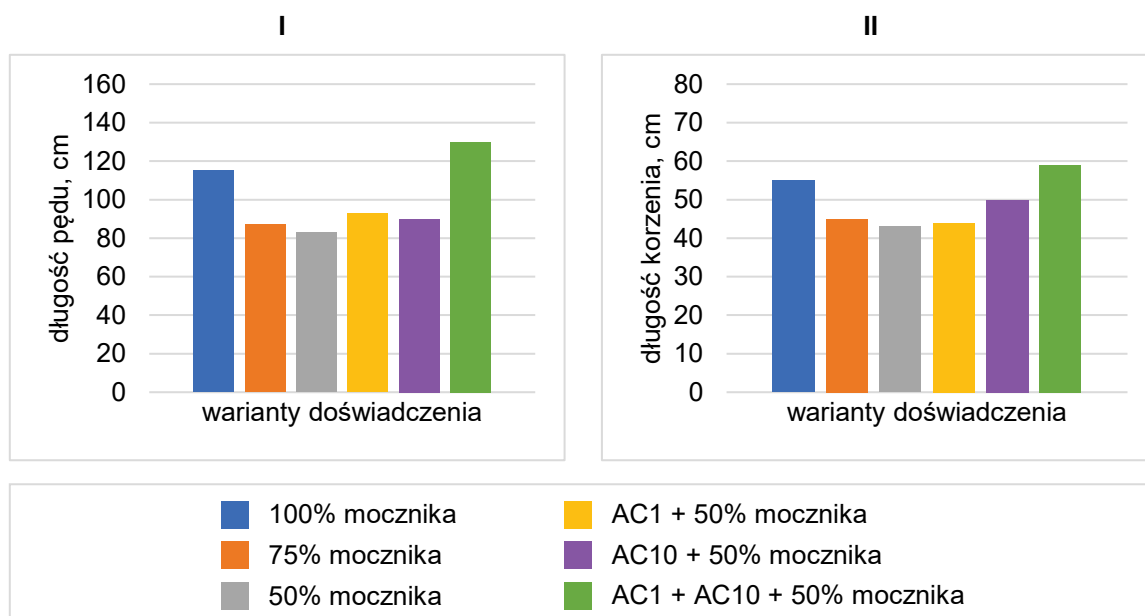 I
długość pędu, cm
160
140
120
100
80
60
40
20
0
warianty doświadczenia
II
długość korzenia, cm
80
70
60
50
40
30
20
10
0
warianty doświadczenia
100% mocznika
75% mocznika
50% mocznika
AC1 + 50% mocznika
AC10 + 50% mocznika
AC1 + AC10 + 50% mocznika